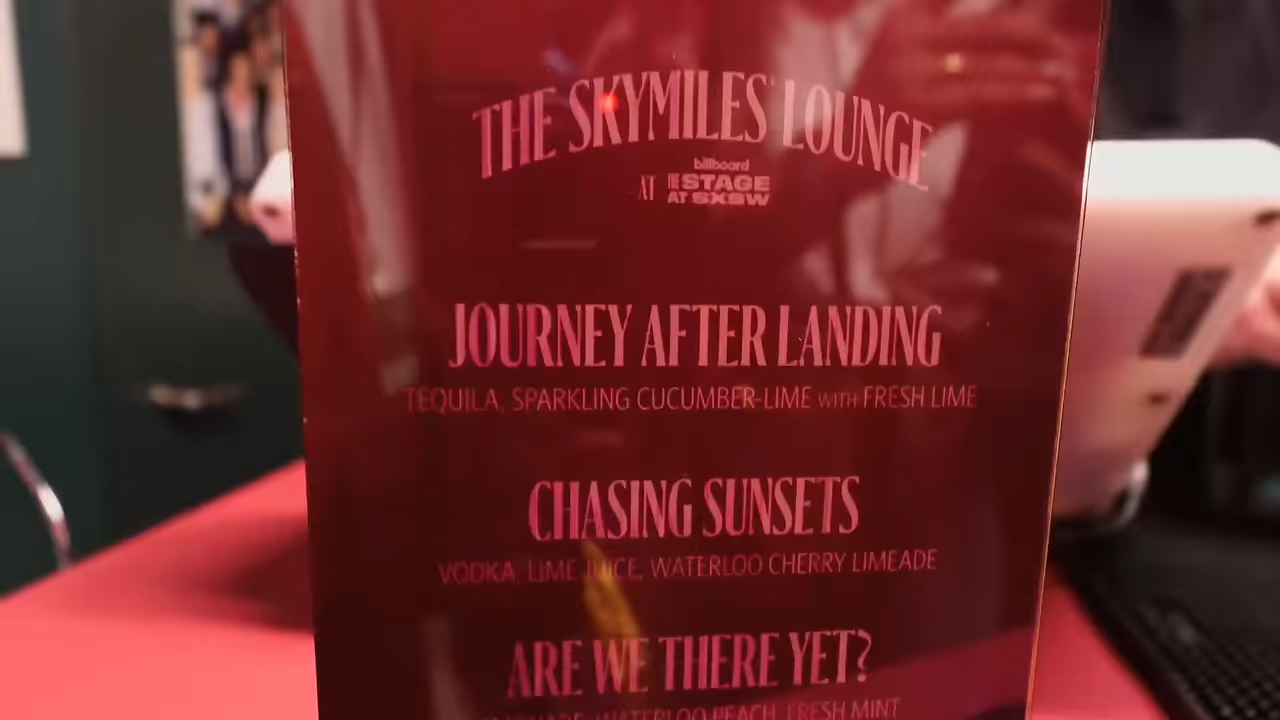 THE SKYMILES LOUNGE
billboard
AT THE STAGE
AT SXSW
JOURNEY AFTER LANDING
TEQUILA, SPARKLING CUCUMBER-LIME WITH FRESH LIME
CHASING SUNSETS
VODKA, LIME JUICE, WATERLOO CHERRY LIMEADE
ARE WE THERE YET?
WATERLOO PEACH, FRESH MINT